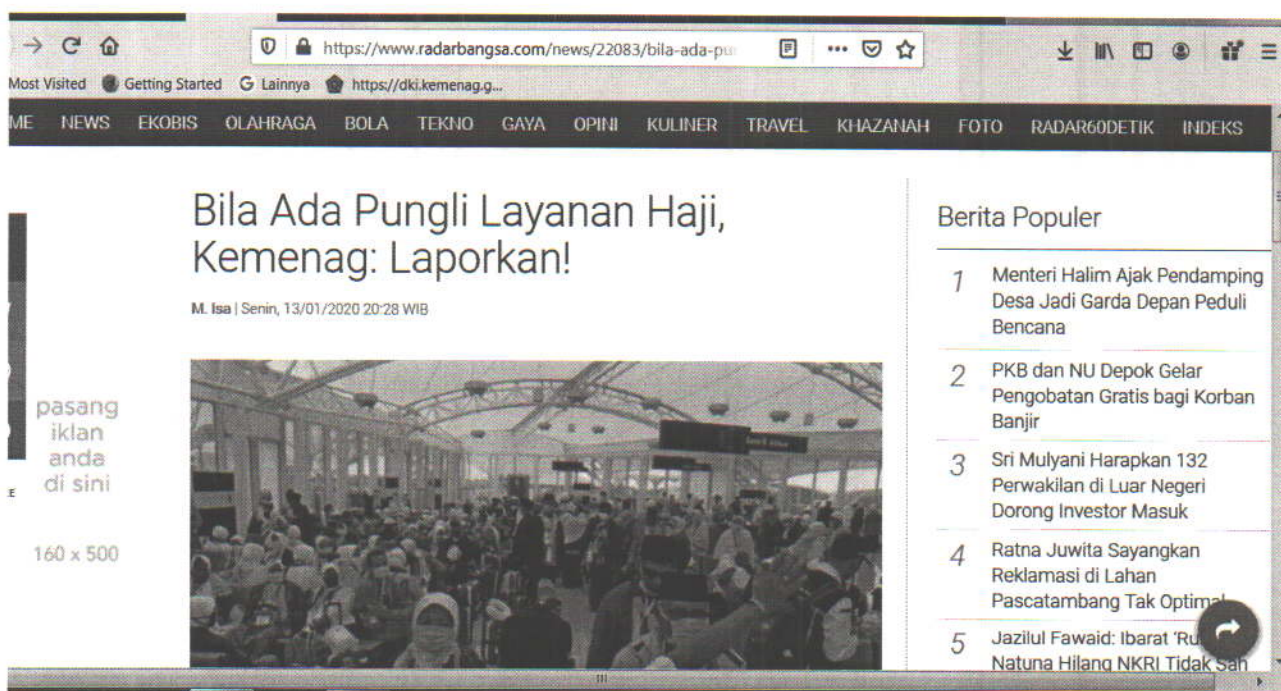 https://www.radarbangsa.com/news/22083/bila-ada-pu
Most Visited Getting Started Lainnya https://dki.kemenag.g...
ME NEWS EKOBIS OLAHRAGA BOLA TEKNO GAYA OPINI KULINER TRAVEL KHAZANAH FOTO RADAR60DETIK INDEKS
Bila Ada Pungli Layanan Haji,
Kemenag: Laporkan!
M. Isa | Senin, 13/01/2020 20:28 WIB
pasang
iklan
anda
di sini
160 x 500
Berita Populer
1 Menteri Halim Ajak Pendamping
Desa Jadi Garda Depan Peduli
Bencana
2 PKB dan NU Depok Gelar
Pengobatan Gratis bagi Korban
Banjir
3 Sri Mulyani Harapkan 132
Perwakilan di Luar Negeri
Dorong Investor Masuk
4 Ratna Juwita Sayangkan
Reklamasi di Lahan
Pascatambang Tak Optimal
5 Jazilul Fawaid: Ibarat 'Ru
Natuna Hilang NKRI Tidak Sah